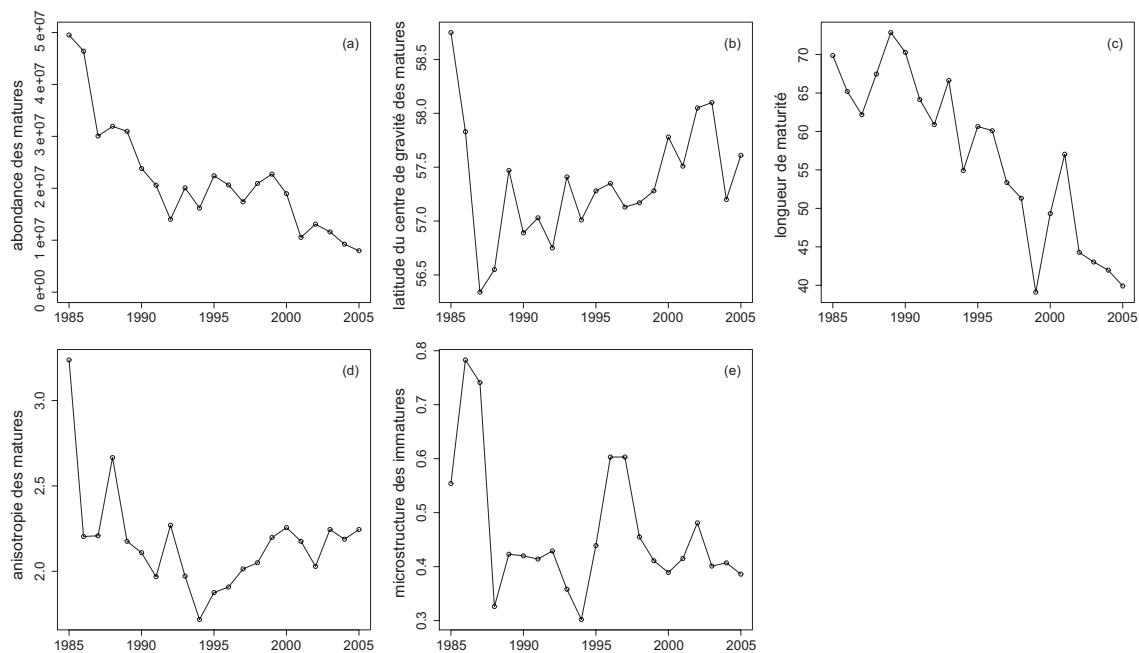 (a)
abondance des matures
0 e+00 1 e+07 2 e+07 3 e+07 4 e+07 5 e+07
1985 1990 1995 2000 2005
(b)
latitude du centre de gravité des matures
56.5 57.0 57.5 58.0 58.5
1985 1990 1995 2000 2005
(c)
longueur de maturité
40 45 50 55 60 65 70
1985 1990 1995 2000 2005
(d)
anisotropie des matures
2.0 2.5 3.0
1985 1990 1995 2000 2005
(e)
microstructure des immatures
0.3 0.4 0.5 0.6 0.7 0.8
1985 1990 1995 2000 2005